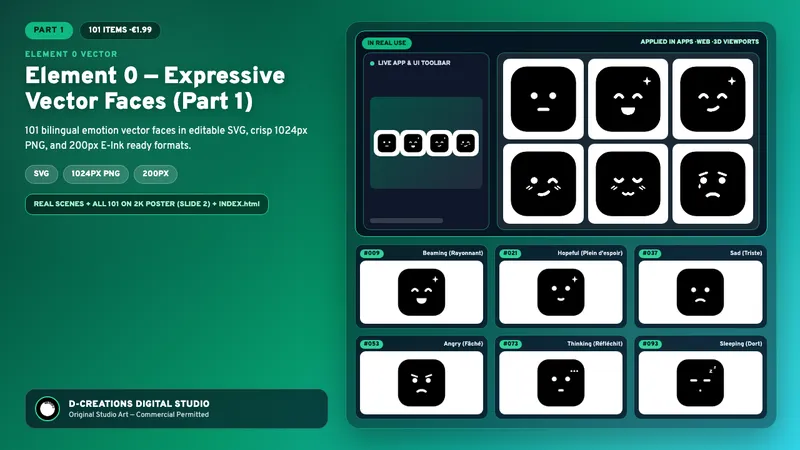 PART 1
101 ITEMS ·€1.99
ELEMENT 0 VECTOR
Element 0 — Expressive
Vector Faces (Part 1)
101 bilingual emotion vector faces in editable SVG, crisp 1024px
PNG, and 200px E-Ink ready formats.
SVG
1024PX PNG
200PX
REAL SCENES + ALL 101 ON 2K POSTER (SLIDE 2) + INDEX.html
D-CREATIONS DIGITAL STUDIO
Original Studio Art — Commercial Permitted
IN REAL USE
APPLIED IN APPS ·WEB ·3D VIEWPORTS
LIVE APP & UI TOOLBAR
#009
Beaming (Rayonnant)
#021
Hopeful (Plein d'espoir)
#037
Sad (Triste)
#053
Angry (Fâché)
#073
Thinking (Réfléchit)
#093
Sleeping (Dort)
z z